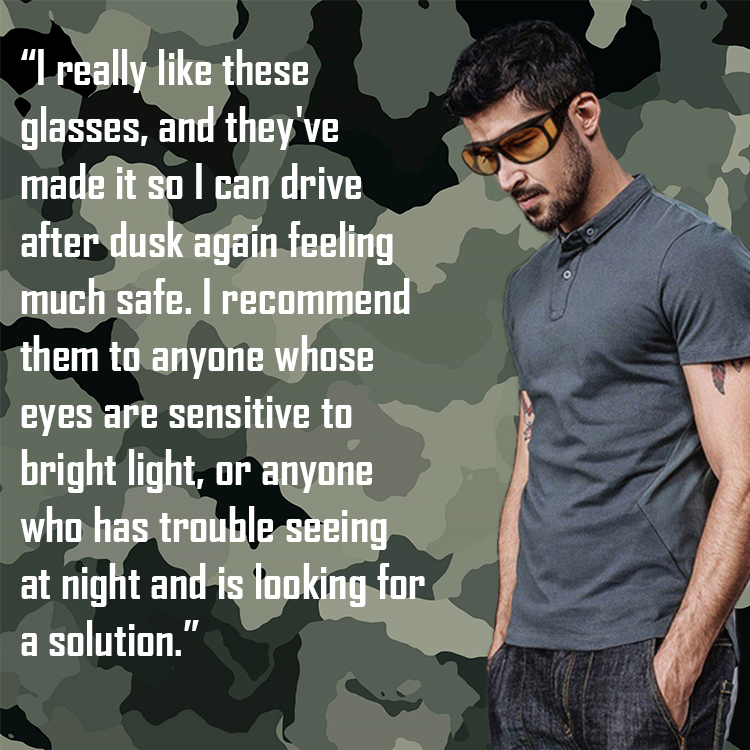 “I really like these
glasses, and they've
made it so I can drive
after dusk again feeling
much safe. I recommend
them to anyone whose
eyes are sensitive to
bright light, or anyone
who has trouble seeing
at night and is looking for
a solution.”